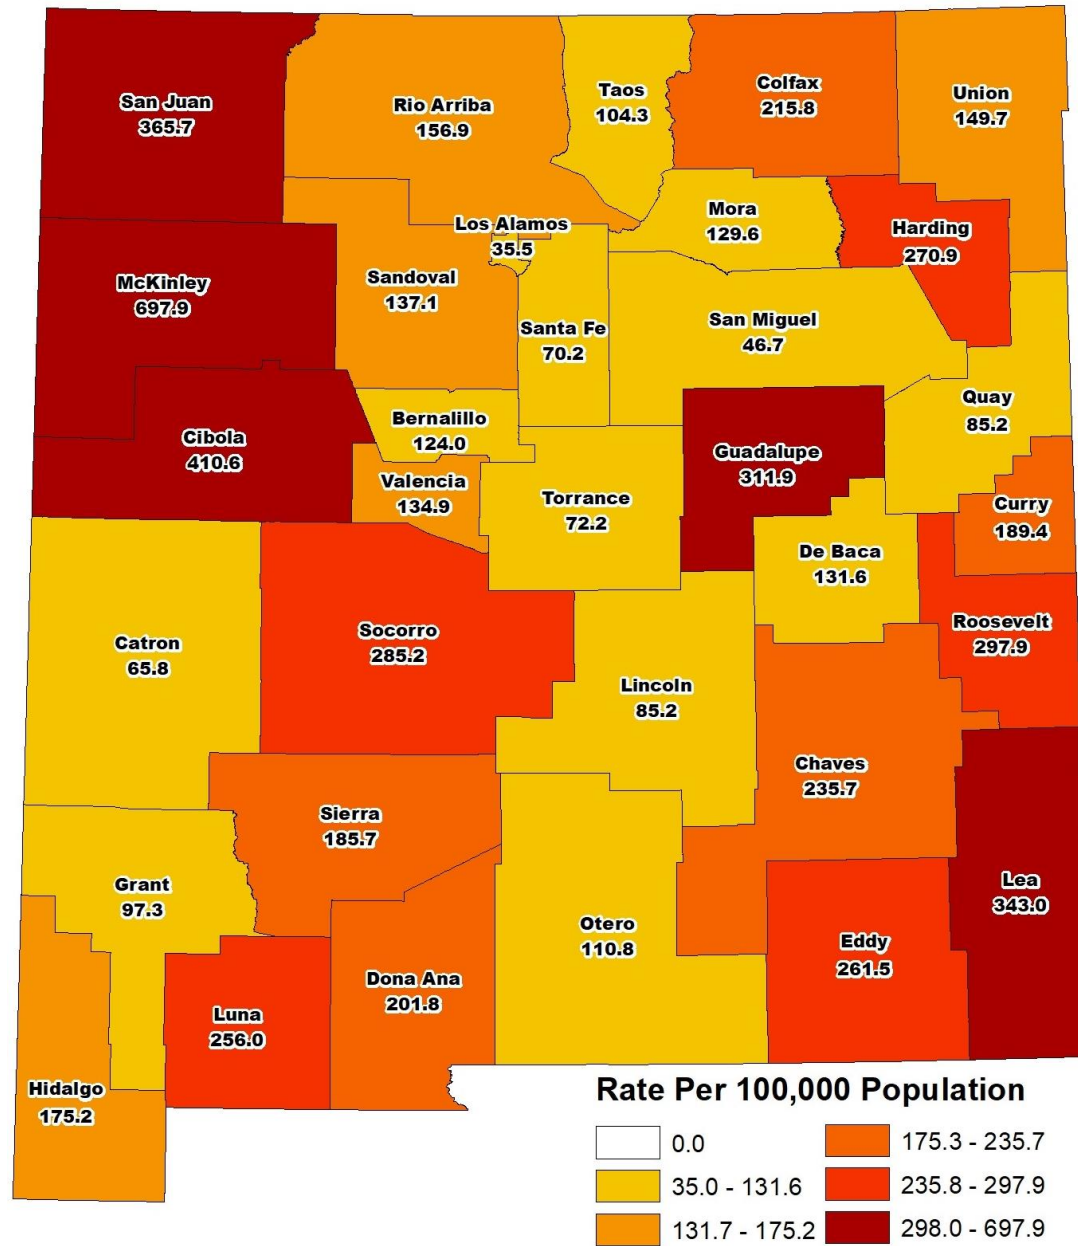 San Juan
365.7
Rio Arriba
156.9
Taos
104.3
Colfax
215.8
Union
149.7
Los Alamos
35.5
Mora
129.6
Harding
270.9
McKinley
697.9
Sandoval
137.1
Santa Fe
70.2
San Miguel
46.7
Quay
85.2
Cibola
410.6
Bernalillo
124.0
Valencia
134.9
Torrance
72.2
Guadalupe
311.9
Curry
189.4
De Baca
131.6
Catron
65.8
Socorro
285.2
Lincoln
85.2
Roosevelt
297.9
Chaves
235.7
Sierra
185.7
Grant
97.3
Otero
110.8
Lea
343.0
Eddy
261.5
Dona Ana
201.8
Luna
256.0
Hidalgo
175.2
Rate Per 100,000 Population
0.0
35.0 - 131.6
131.7 - 175.2
175.3 - 235.7
235.8 - 297.9
298.0 - 697.9